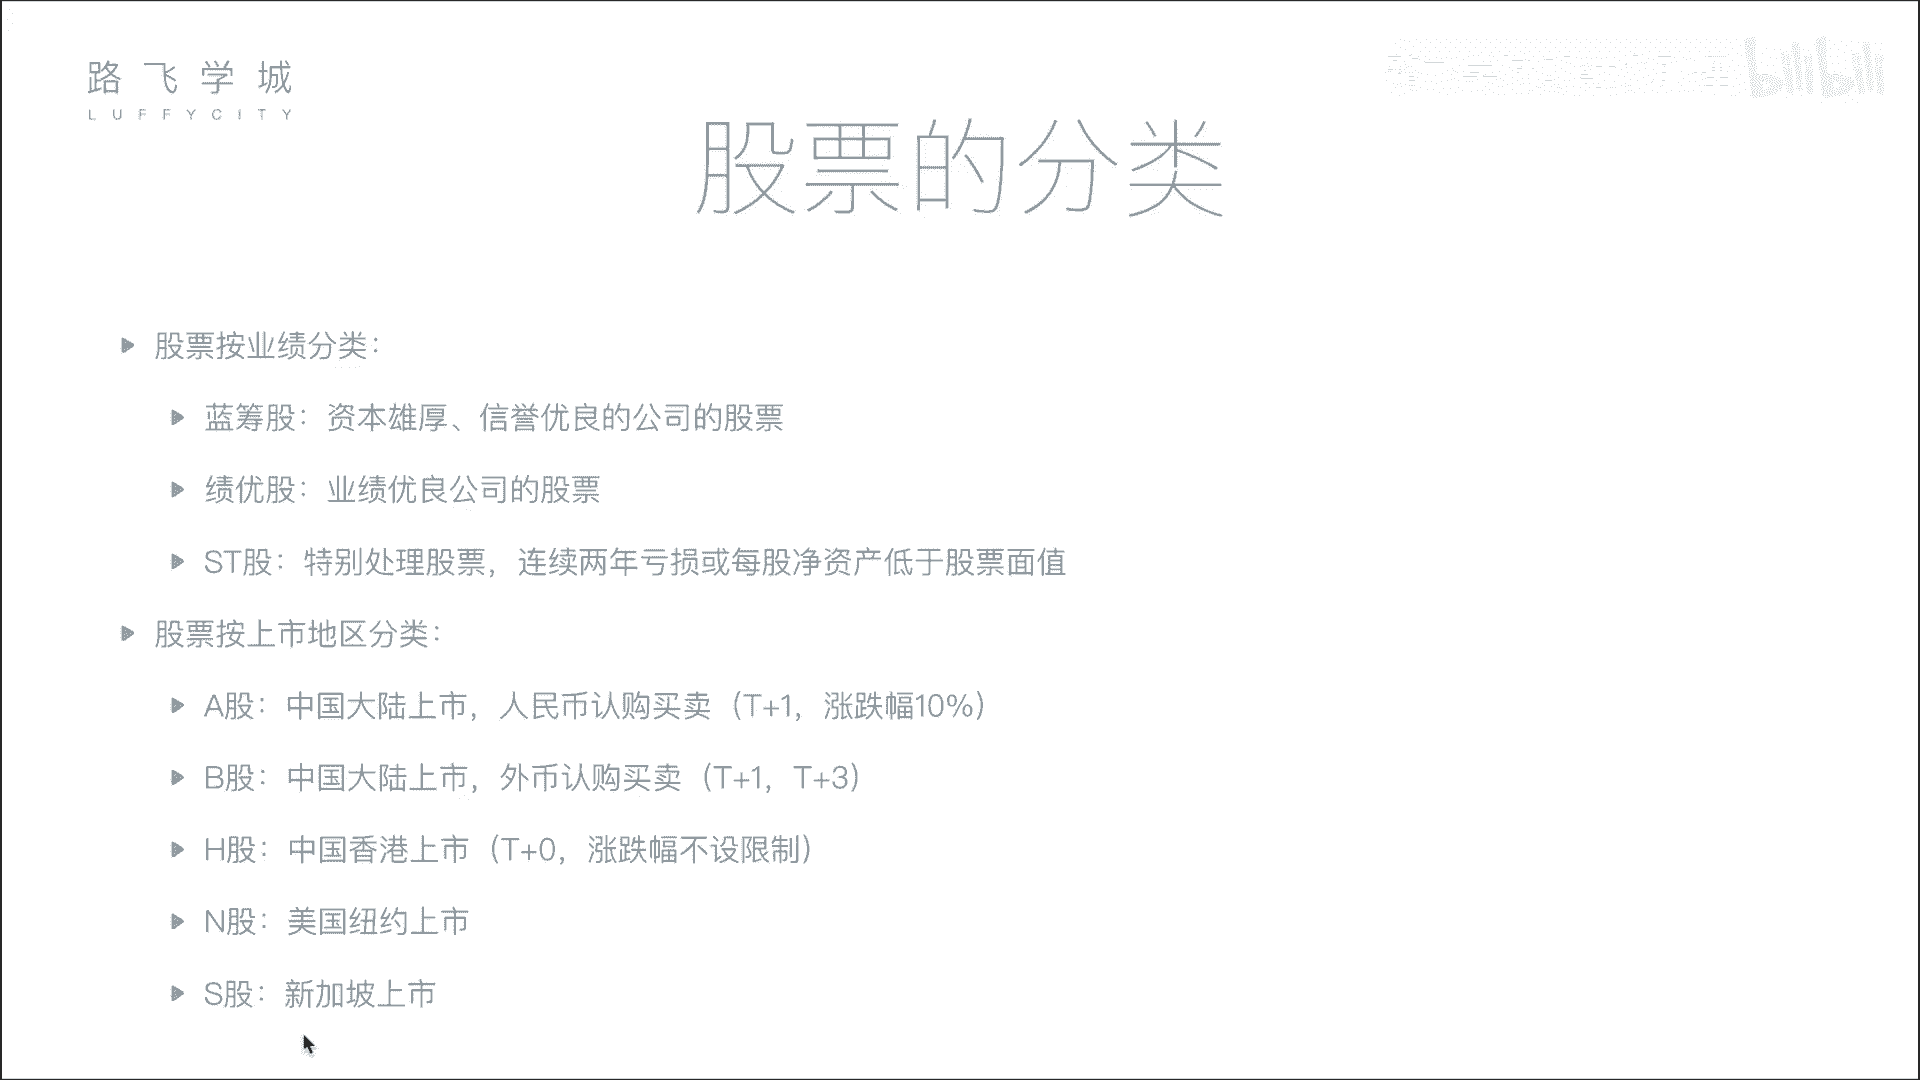 路飞学城
LUFFYCITY
bilibili
股票的分类
股票按业绩分类：
蓝筹股：资本雄厚、信誉优良的公司的股票
绩优股：业绩优良公司的股票
ST股：特别处理股票，连续两年亏损或每股净资产低于股票面值
股票按上市地区分类：
A股：中国大陆上市，人民币认购买卖（T+1，涨跌幅10%）
B股：中国大陆上市，外币认购买卖（T+1，T+3）
H股：中国香港上市（T+0，涨跌幅不设限制）
N股：美国纽约上市
S股：新加坡上市